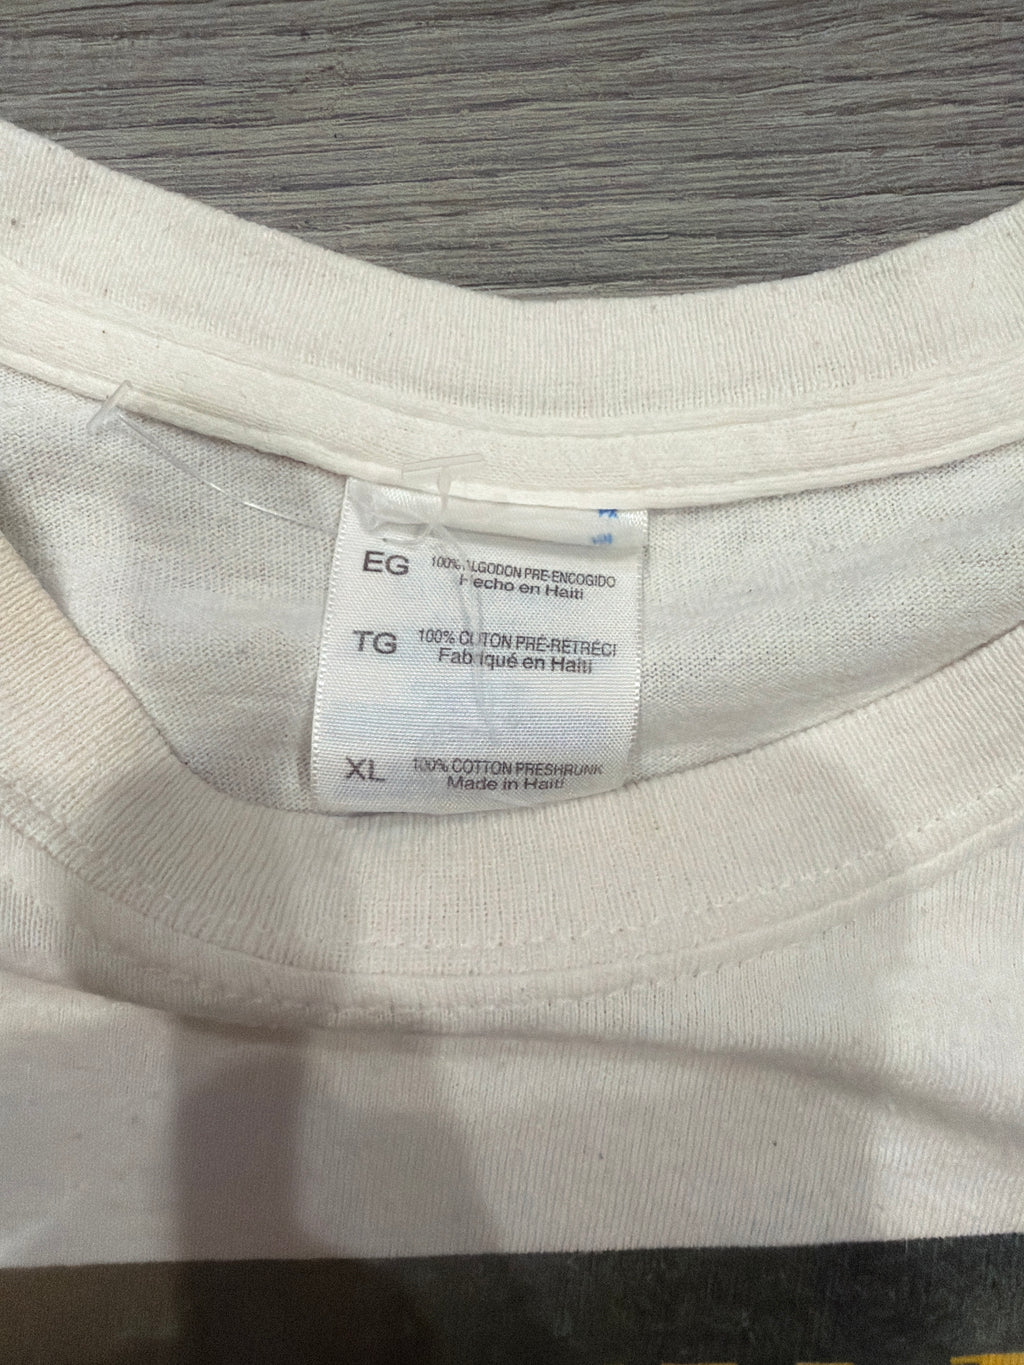 EG 100% ALGODON PRE-ENCOGIDO
Hecho en Haiti
TG 100% COTON PRÉ-RÉTRÉCI
Fabriqué en Haiti
XL 100% COTTON PRESHRUNK
Made in Haiti